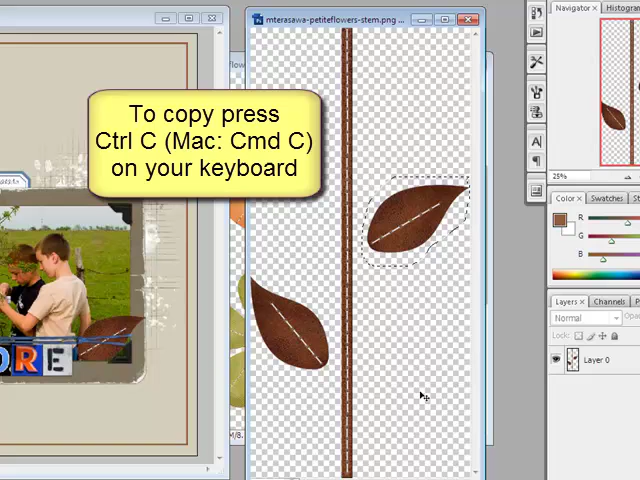 mterasawa-petiteflowers-stem.png ...
Navigator
Histogram
To copy press
Ctrl C (Mac: Cmd C)
on your keyboard
25%
Color
Swatches
R
G
B
Layers
Channels
Normal
Lock:
Layer 0
ORE